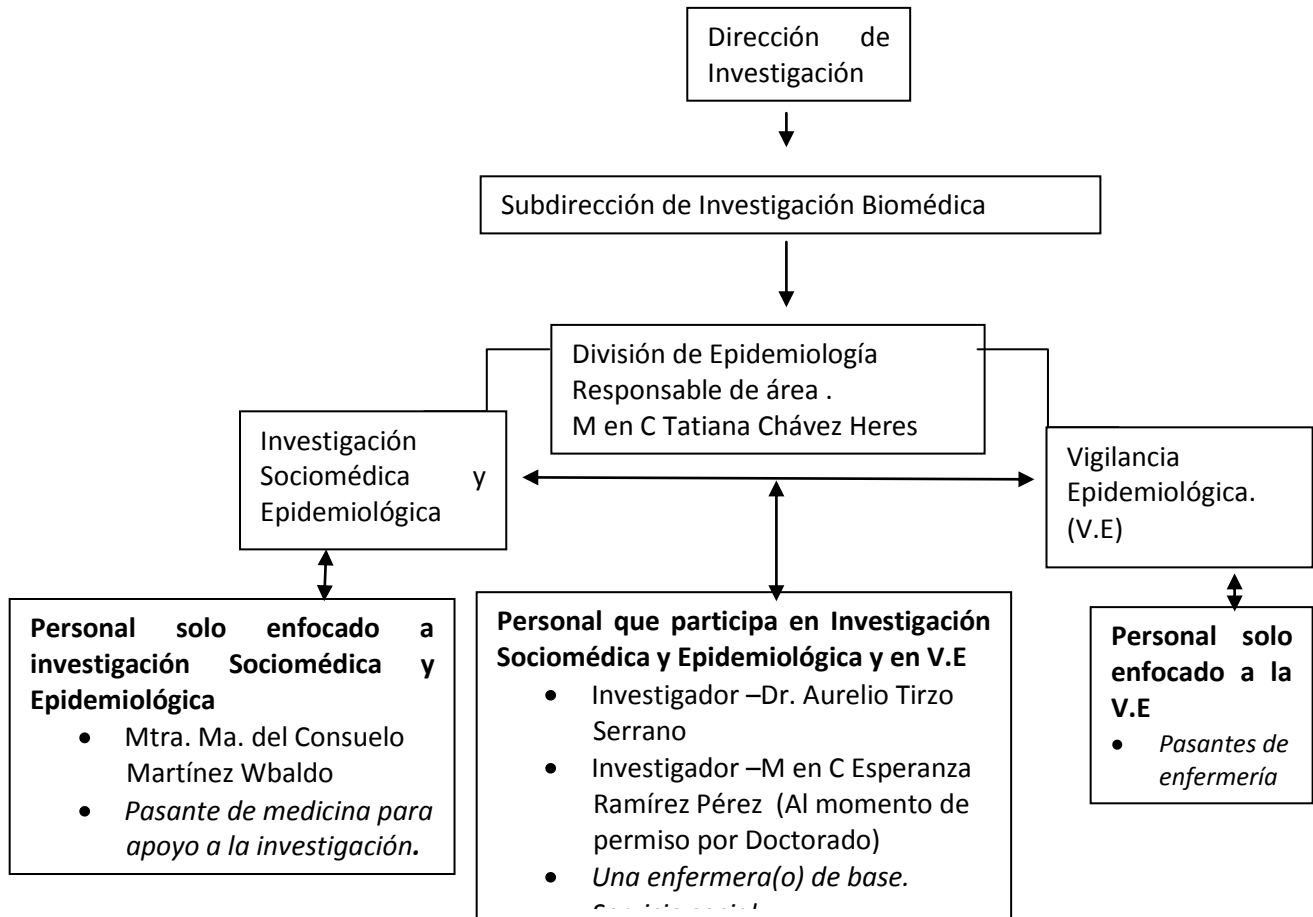 Dirección de
Investigación
Subdirección de Investigación Biomédica
División de Epidemiología
Responsable de área .
M en C Tatiana Chávez Heres
Investigación
Sociomédica y
Epidemiológica
Vigilancia
Epidemiológica.
(V.E)
Personal solo enfocado a
investigación Sociomédica y
Epidemiológica
• Mtra. Ma. del Consuelo
Martínez Wbaldo
• Pasante de medicina para
apoyo a la investigación.
Personal que participa en Investigación
Sociomédica y Epidemiológica y en V.E
• Investigador –Dr. Aurelio Tirzo
Serrano
• Investigador –M en C Esperanza
Ramírez Pérez (Al momento de
permiso por Doctorado)
• Una enfermera(o) de base.
Personal solo
enfocado a la
V.E
• Pasantes de
enfermería